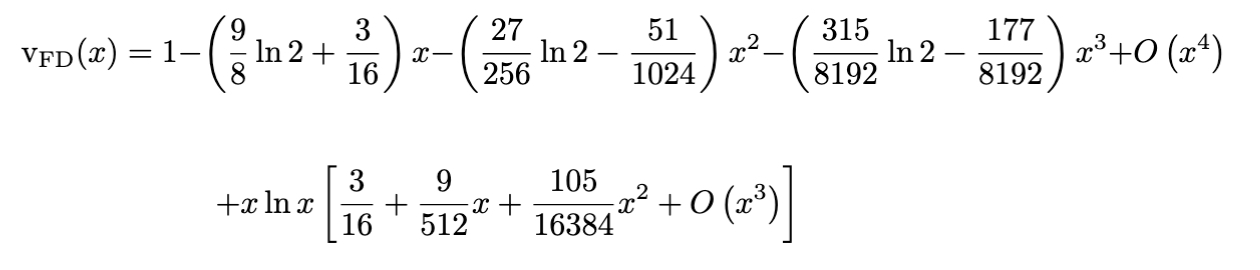 v_FD(x) = 1−(9/8 ln 2 + 3/16) x−(27/256 ln 2 − 51/1024) x²−(315/8192 ln 2 − 177/8192) x³+O (x⁴)
+x ln x [3/16 + 9/512 x + 105/16384 x² + O (x³)]